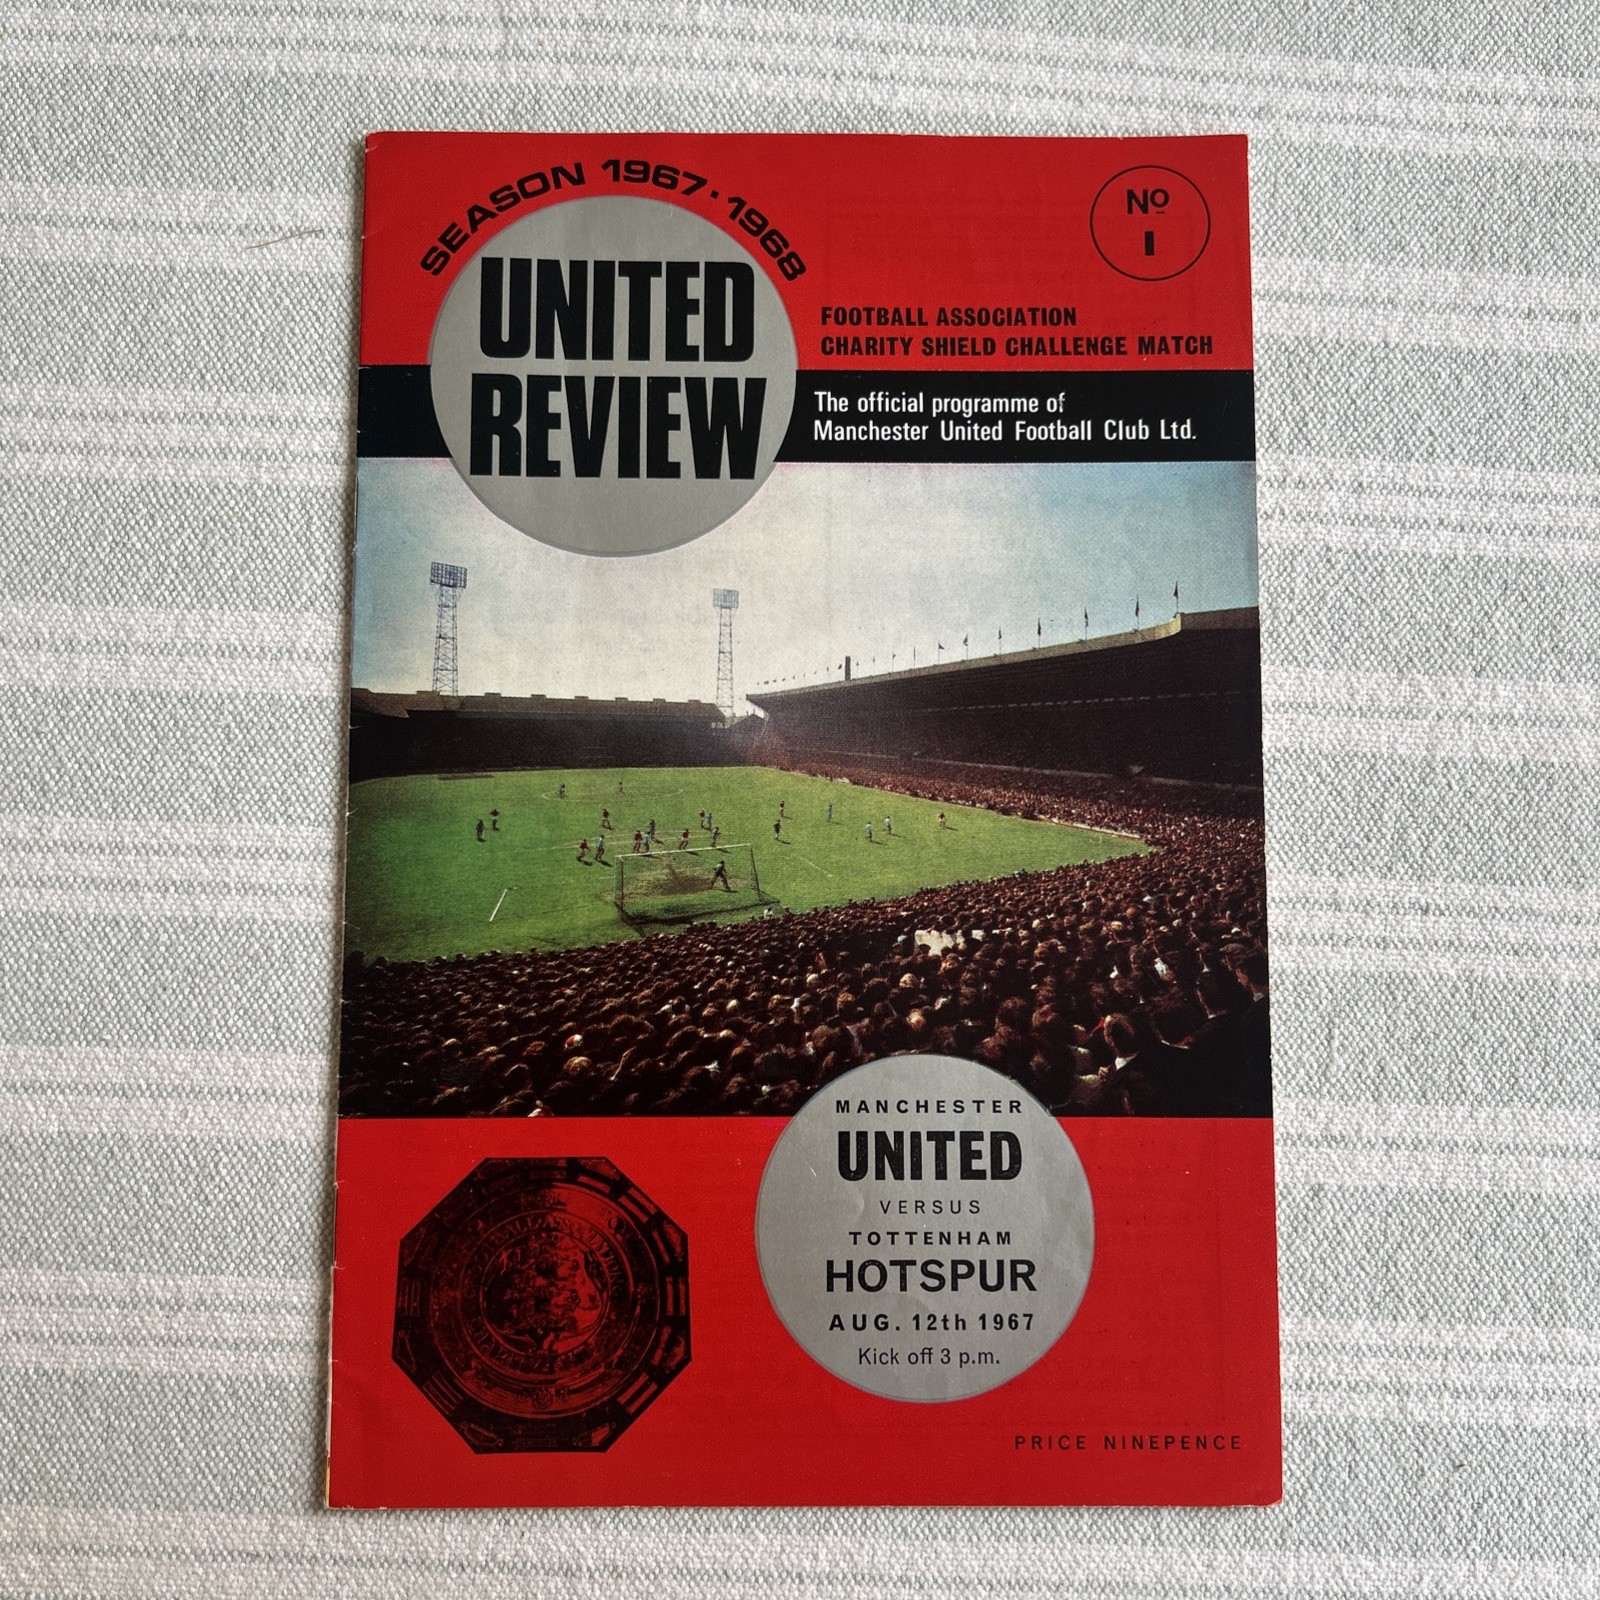 SEASON 1967·1968
UNITED
REVIEW
Nº
1
FOOTBALL ASSOCIATION
CHARITY SHIELD CHALLENGE MATCH
The official programme of
Manchester United Football Club Ltd.
MANCHESTER
UNITED
VERSUS
TOTTENHAM
HOTSPUR
AUG. 12th 1967
Kick off 3 p.m.
PRICE NINEPENCE